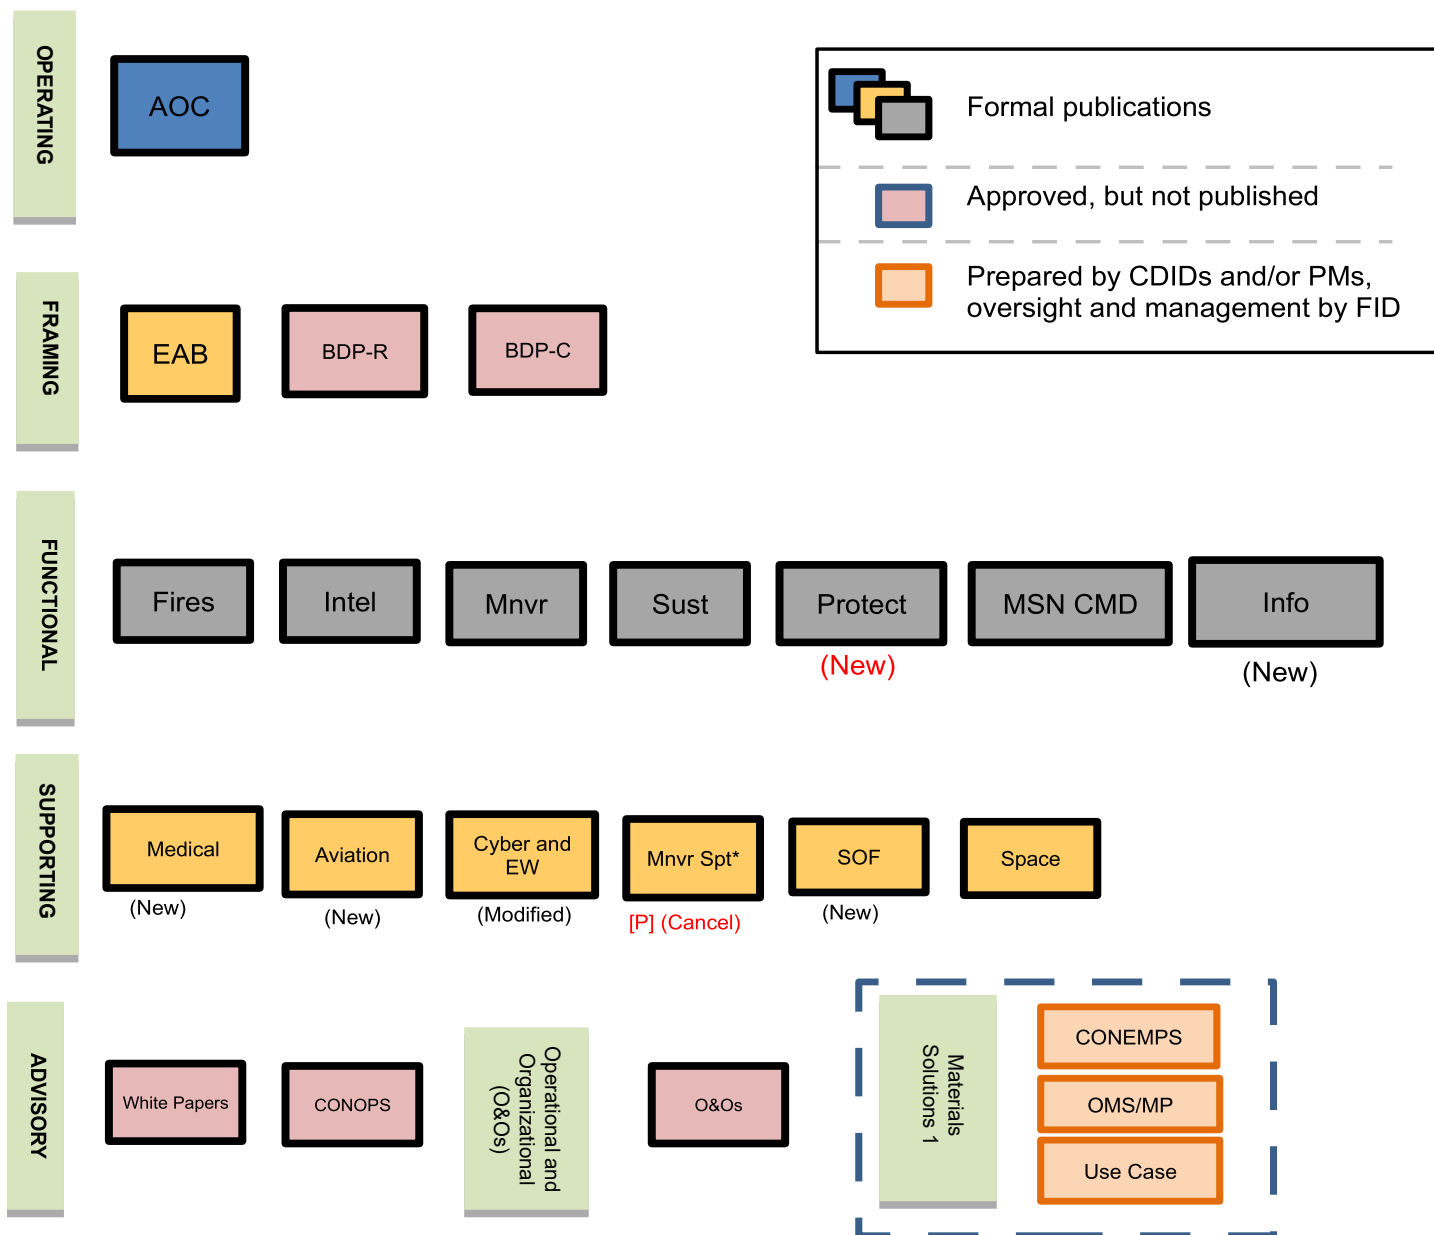 OPERATING
AOC
Formal publications
Approved, but not published
Prepared by CDIDs and/or PMs,
oversight and management by FID
FRAMING
EAB
BDP-R
BDP-C
FUNCTIONAL
Fires
Intel
Mnvr
Sust
Protect
(New)
MSN CMD
Info
(New)
SUPPORTING
Medical
(New)
Aviation
(New)
Cyber and
EW
(Modified)
Mnvr Spt*
[P] (Cancel)
SOF
(New)
Space
ADVISORY
White Papers
CONOPS
Operational and
Organizational
(O&Os)
O&Os
Materials
Solutions 1
CONEMPS
OMS/MP
Use Case